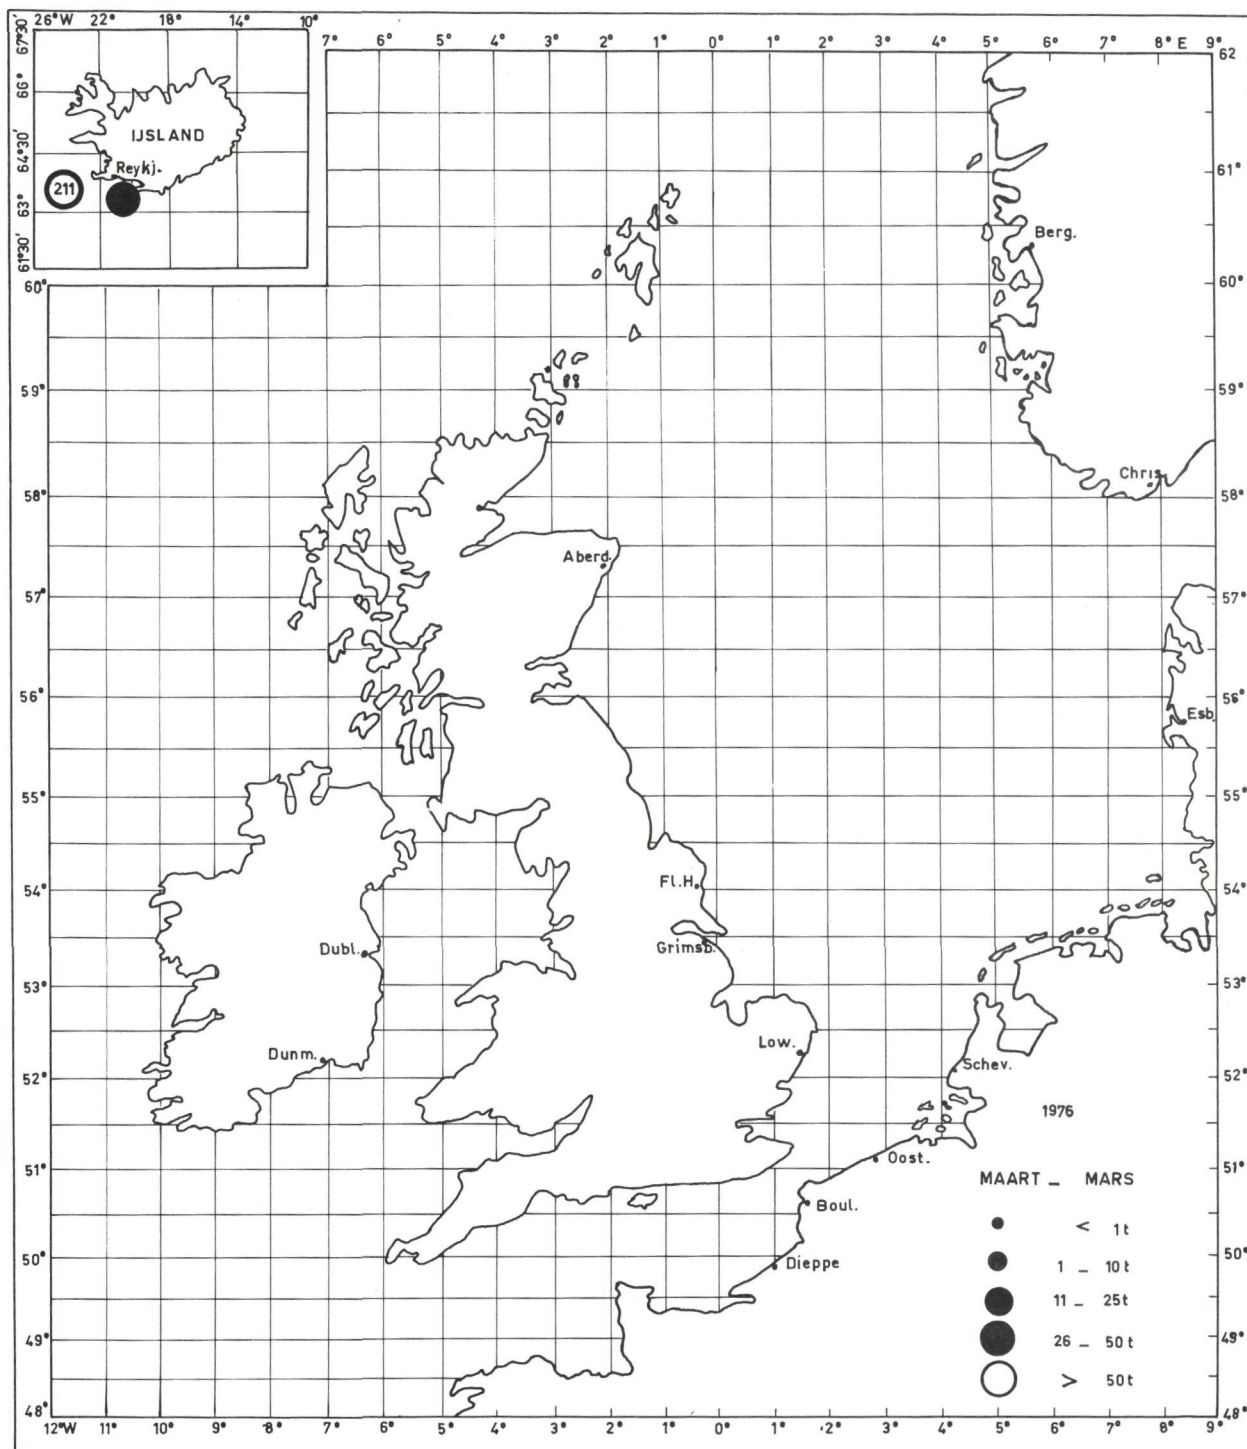 26°W 22° 18° 14° 10°
67°30'
66°
64°30'
63°
61°30'
IJSLAND
Reykj.
211
7° 6° 5° 4° 3° 2° 1° 0° 1° 2° 3° 4° 5° 6° 7° 8° E 9°
62
61°
60° 60°
59° 59°
58° 58°
57° 57°
56° 56°
55° 55°
54° 54°
53° 53°
52° 52°
51° 51°
50° 50°
49° 49°
48° 48°
Berg.
Chris
Aberd.
Esb
Fl.H.
Grimsb.
Dubl.
Dunm.
Low.
Schev.
Oost.
Boul.
Dieppe
1976
MAART _ MARS
< 1t
1 _ 10t
11 _ 25t
26 _ 50t
> 50t
12°W 11° 10° 9° 8° 7° 6° 5° 4° 3° 2° 1° 0° 1° 2° 3° 4° 5° 6° 7° 8° 9°